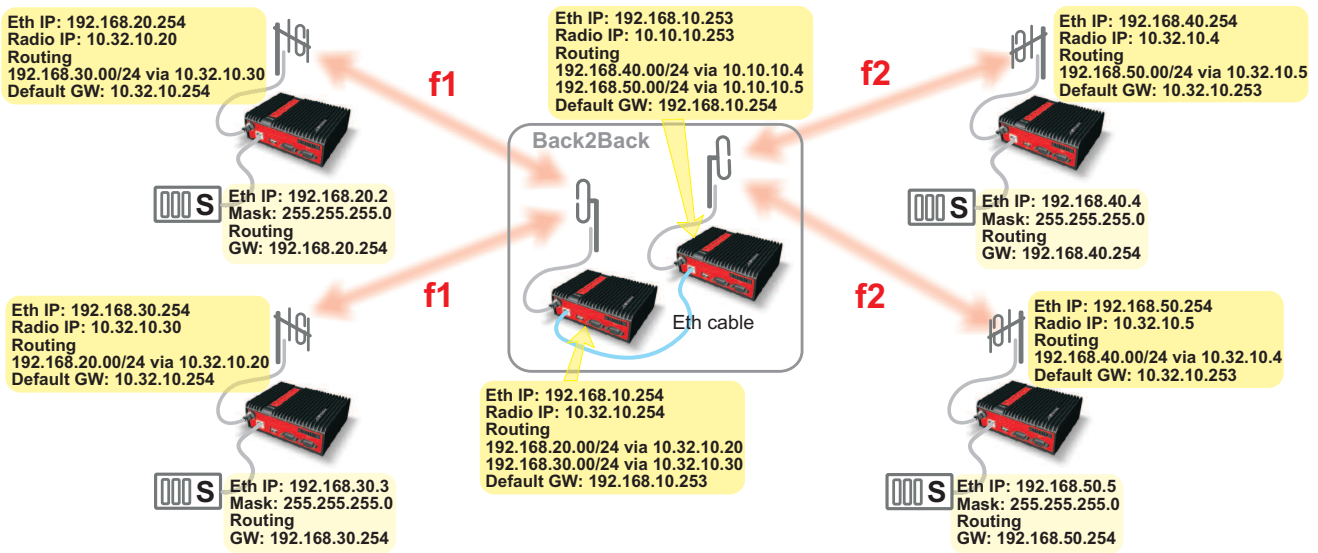 Eth IP: 192.168.20.254
Radio IP: 10.32.10.20
Routing
192.168.30.00/24 via 10.32.10.30
Default GW: 10.32.10.254
f1
Eth IP: 192.168.10.253
Radio IP: 10.10.10.253
Routing
192.168.40.00/24 via 10.10.10.4
192.168.50.00/24 via 10.10.10.5
Default GW: 192.168.10.254
f2
Eth IP: 192.168.40.254
Radio IP: 10.32.10.4
Routing
192.168.50.00/24 via 10.32.10.5
Default GW: 10.32.10.253
Back2Back
S
Eth IP: 192.168.20.2
Mask: 255.255.255.0
Routing
GW: 192.168.20.254
S
Eth IP: 192.168.40.4
Mask: 255.255.255.0
Routing
GW: 192.168.40.254
f1
Eth cable
f2
Eth IP: 192.168.30.254
Radio IP: 10.32.10.30
Routing
192.168.20.00/24 via 10.32.10.20
Default GW: 10.32.10.254
Eth IP: 192.168.50.254
Radio IP: 10.32.10.5
Routing
192.168.40.00/24 via 10.32.10.4
Default GW: 10.32.10.253
Eth IP: 192.168.10.254
Radio IP: 10.32.10.254
Routing
192.168.20.00/24 via 10.32.10.20
192.168.30.00/24 via 10.32.10.30
Default GW: 192.168.10.253
S
Eth IP: 192.168.30.3
Mask: 255.255.255.0
Routing
GW: 192.168.30.254
S
Eth IP: 192.168.50.5
Mask: 255.255.255.0
Routing
GW: 192.168.50.254